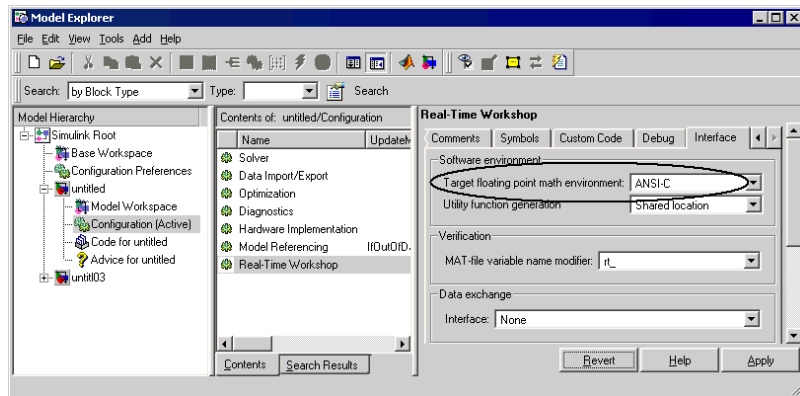 Model Explorer
File Edit View Tools Add Help
Search: by Block Type Type: Search
Model Hierarchy
Simulink Root
Base Workspace
Configuration Preferences
untitled
Model Workspace
Configuration (Active)
Code for untitled
Advice for untitled
untitl03
Contents of: untitled/Configuration
Name
Solver
Data Import/Export
Optimization
Diagnostics
Hardware Implementation
Model Referencing IfOutOfD
Real-Time Workshop
Contents Search Results
Real-Time Workshop
Comments Symbols Custom Code Debug Interface
Software environment
Target floating point math environment: ANSI-C
Utility function generation Shared location
Verification
MAT-file variable name modifier: rt_
Data exchange
Interface: None
Revert Help Apply